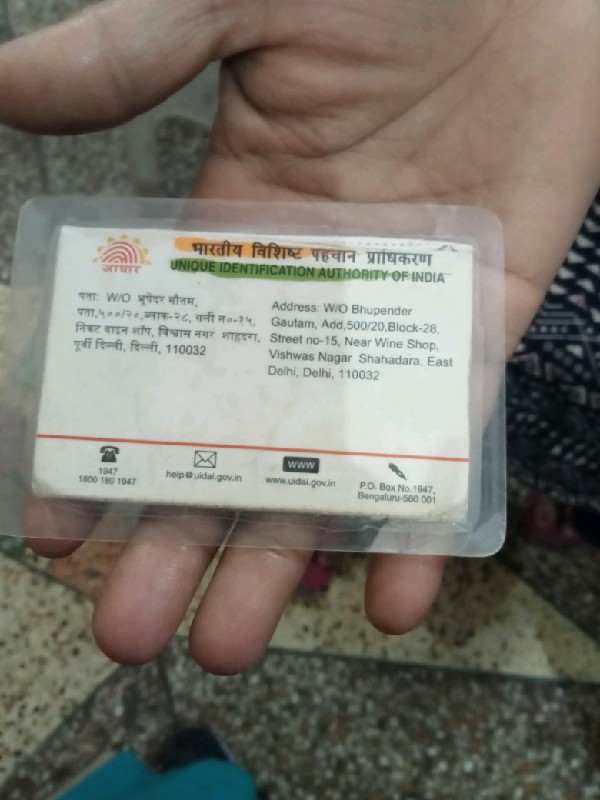 आधार
भारतीय विशिष्ट पहचान प्राधिकरण
UNIQUE IDENTIFICATION AUTHORITY OF INDIA
पता: W/O भूपेंदर गौतम,
पता,५००/२०,ब्लाक-२८, गली न०-१५,
निकट वाइन शॉप, विश्वास नगर शाहदरा,
पूर्वी दिल्ली, दिल्ली, 110032
Address: W/O Bhupender
Gautam, Add,500/20,Block-28,
Street no-15, Near Wine Shop,
Vishwas Nagar Shahadara, East
Delhi, Delhi, 110032
1947
1800 180 1947
help@uidai.gov.in
www
www.uidai.gov.in
P.O. Box No.1947,
Bengaluru-560 001